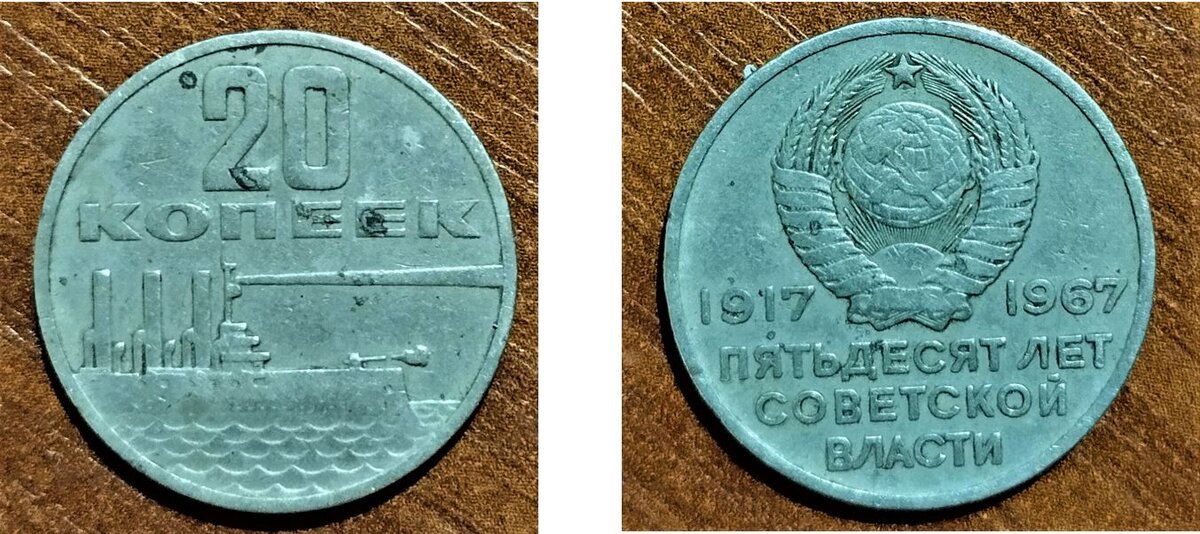 20
КОПЕЕК
1917 1967
ПЯТЬДЕСЯТ ЛЕТ
СОВЕТСКОЙ
ВЛАСТИ